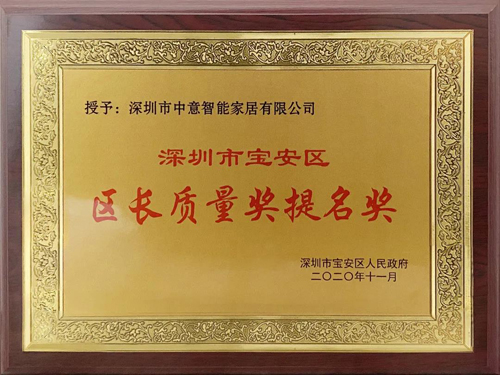 授予：深圳市中意智能家居有限公司
深圳市宝安区
区长质量奖提名奖
深圳市宝安区人民政府
二〇二〇年十一月